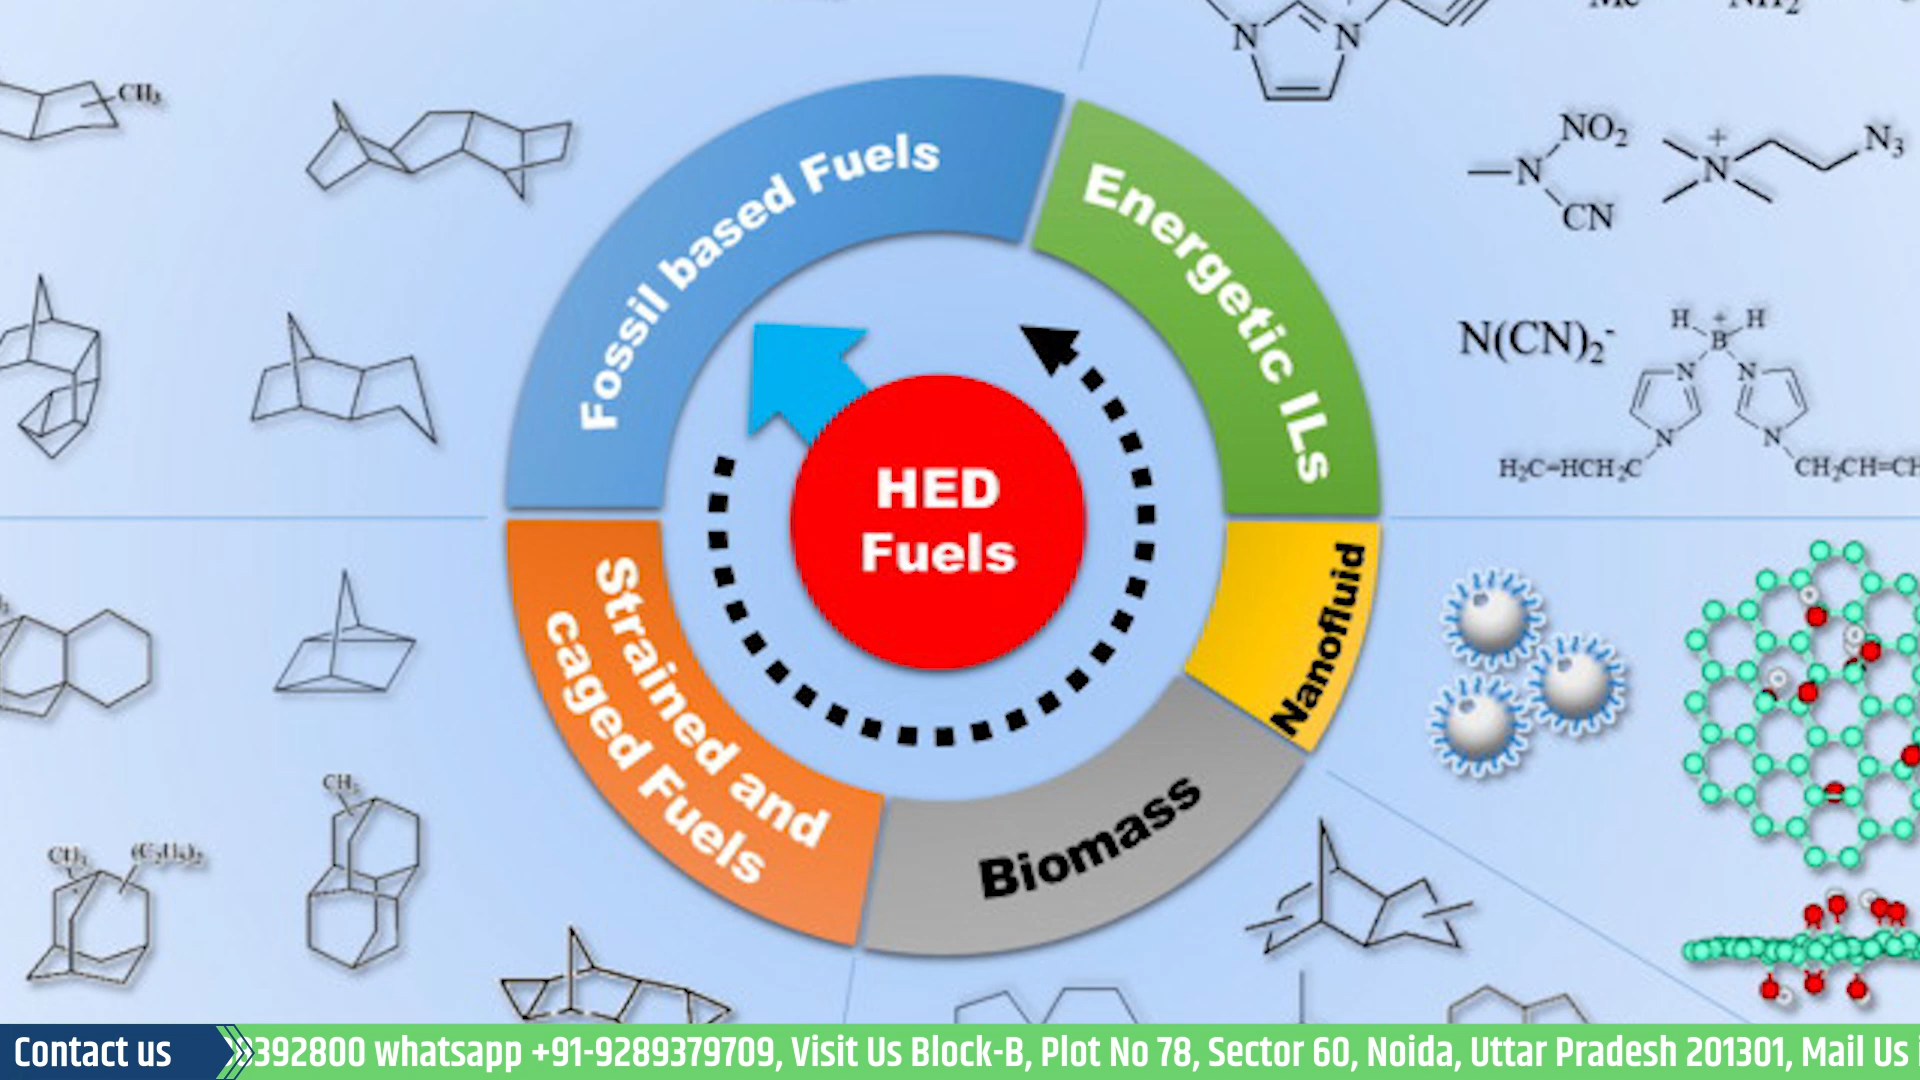 CH₃
N
N
NO₂
N
CN
+
N
N₃
Fossil based Fuels
Energetic ILs
N(CN)₂⁻
H
+
H
B
N
N
N
N
H₂C=HCH₂C
CH₂CH=CH
HED
Fuels
Nanofluid
Strained and
caged Fuels
Biomass
CH₃
CH₃
(C₂H₅)₂
Contact us
392800 whatsapp +91-9289379709, Visit Us Block-B, Plot No 78, Sector 60, Noida, Uttar Pradesh 201301, Mail Us